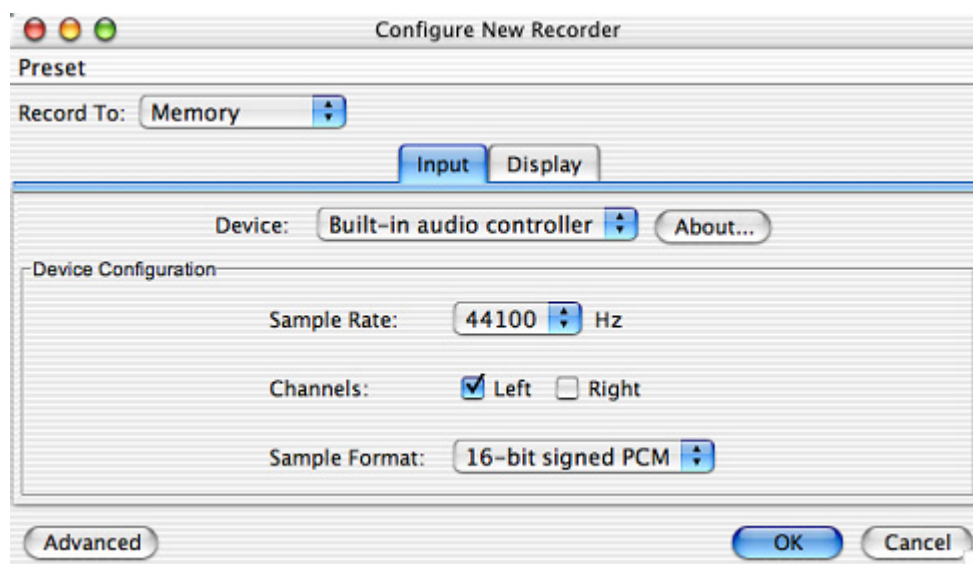 Configure New Recorder
Preset
Record To: Memory
Input Display
Device: Built-in audio controller About...
Device Configuration
Sample Rate: 44100 Hz
Channels: Left Right
Sample Format: 16-bit signed PCM
Advanced OK Cancel